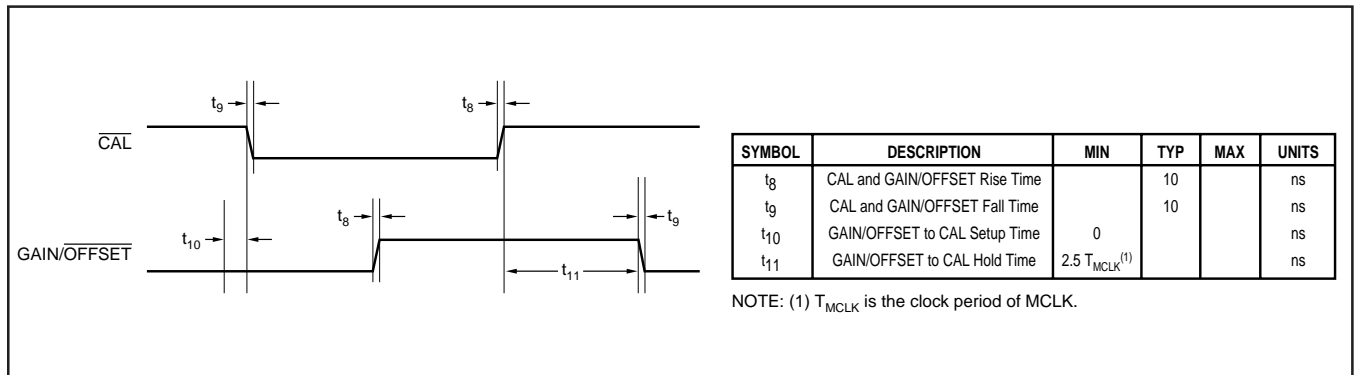 t9
t8
CAL
t8
t9
t10
GAIN/OFFSET
t11
SYMBOL DESCRIPTION MIN TYP MAX UNITS
t8 CAL and GAIN/OFFSET Rise Time 10 ns
t9 CAL and GAIN/OFFSET Fall Time 10 ns
t10 GAIN/OFFSET to CAL Setup Time 0 ns
t11 GAIN/OFFSET to CAL Hold Time 2.5 TMCLK(1) ns
NOTE: (1) TMCLK is the clock period of MCLK.